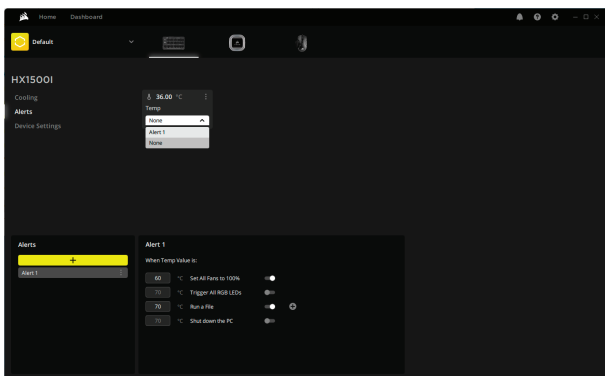 Home Dashboard
Default
HX1500I
Cooling
Alerts
Device Settings
36.00 °C
Temp
None
Alert 1
None
Alerts
+
Alert 1
Alert 1
When Temp Value is:
60 °C Set All Fans to 100%
70 °C Trigger All RGB LEDs
70 °C Run a File
70 °C Shut down the PC